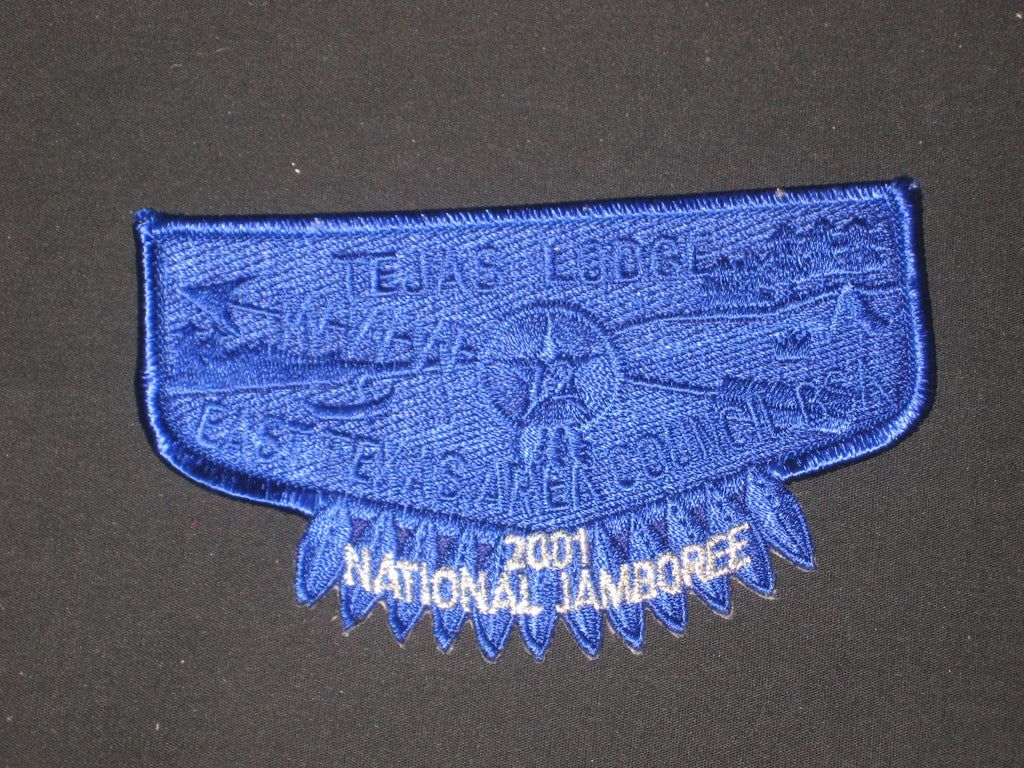 TEJAS LODGE
EAST TEXAS AREA COUNCIL BSA
2001
NATIONAL JAMBOREE